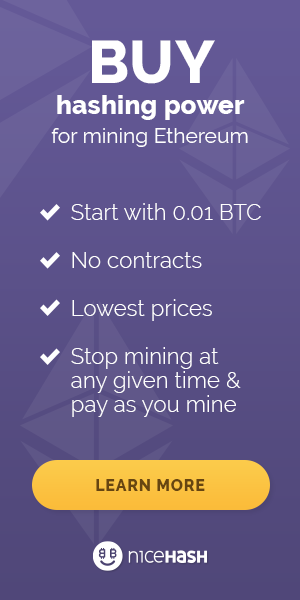 BUY
hashing power
for mining Ethereum
Start with 0.01 BTC
No contracts
Lowest prices
Stop mining at
any given time &
pay as you mine
LEARN MORE
nıceHASH